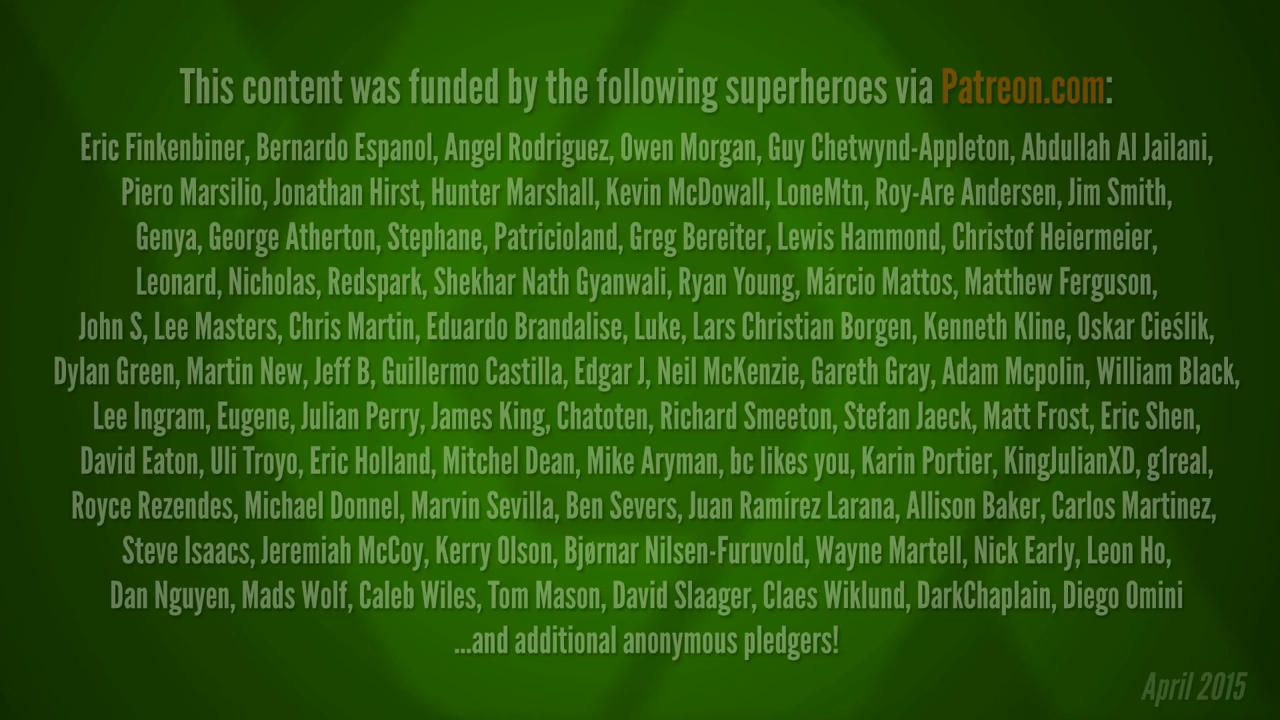 This content was funded by the following superheroes via Patreon.com:
Eric Finkenbiner, Bernardo Espanol, Angel Rodriguez, Owen Morgan, Guy Chetwynd-Appleton, Abdullah Al Jailani,
Piero Marsilio, Jonathan Hirst, Hunter Marshall, Kevin McDowall, LoneMtn, Roy-Are Andersen, Jim Smith,
Genya, George Atherton, Stephane, Patricioland, Greg Bereiter, Lewis Hammond, Christof Heiermeier,
Leonard, Nicholas, Redspark, Shekhar Nath Gyanwali, Ryan Young, Márcio Mattos, Matthew Ferguson,
John S, Lee Masters, Chris Martin, Eduardo Brandalise, Luke, Lars Christian Borgen, Kenneth Kline, Oskar Cieślik,
Dylan Green, Martin New, Jeff B, Guillermo Castilla, Edgar J, Neil McKenzie, Gareth Gray, Adam Mcpolin, William Black,
Lee Ingram, Eugene, Julian Perry, James King, Chatoten, Richard Smeeton, Stefan Jaeck, Matt Frost, Eric Shen,
David Eaton, Uli Troyo, Eric Holland, Mitchel Dean, Mike Aryman, bc likes you, Karin Portier, KingJulianXD, g1real,
Royce Rezendes, Michael Donnel, Marvin Sevilla, Ben Severs, Juan Ramírez Larana, Allison Baker, Carlos Martinez,
Steve Isaacs, Jeremiah McCoy, Kerry Olson, Bjørnar Nilsen-Furuvold, Wayne Martell, Nick Early, Leon Ho,
Dan Nguyen, Mads Wolf, Caleb Wiles, Tom Mason, David Slaager, Claes Wiklund, DarkChaplain, Diego Omini
...and additional anonymous pledgers!
April 2015